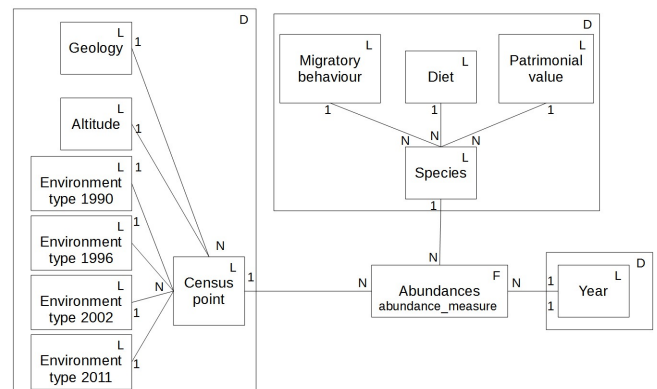 D
L
Geology
1
L
Altitude
1
L
1
Environment
type 1990
L
1
Environment
type 1996
L
Environment
type 2002
1
L
Environment
type 2011
1
N
N
L
Census
point
1
D
L
Migratory
behaviour
1
L
Diet
1
L
Patrimonial
value
1
N
N
N
L
Species
1
N
N
F
Abundances
abundance_measure
N
D
L
Year
1
1